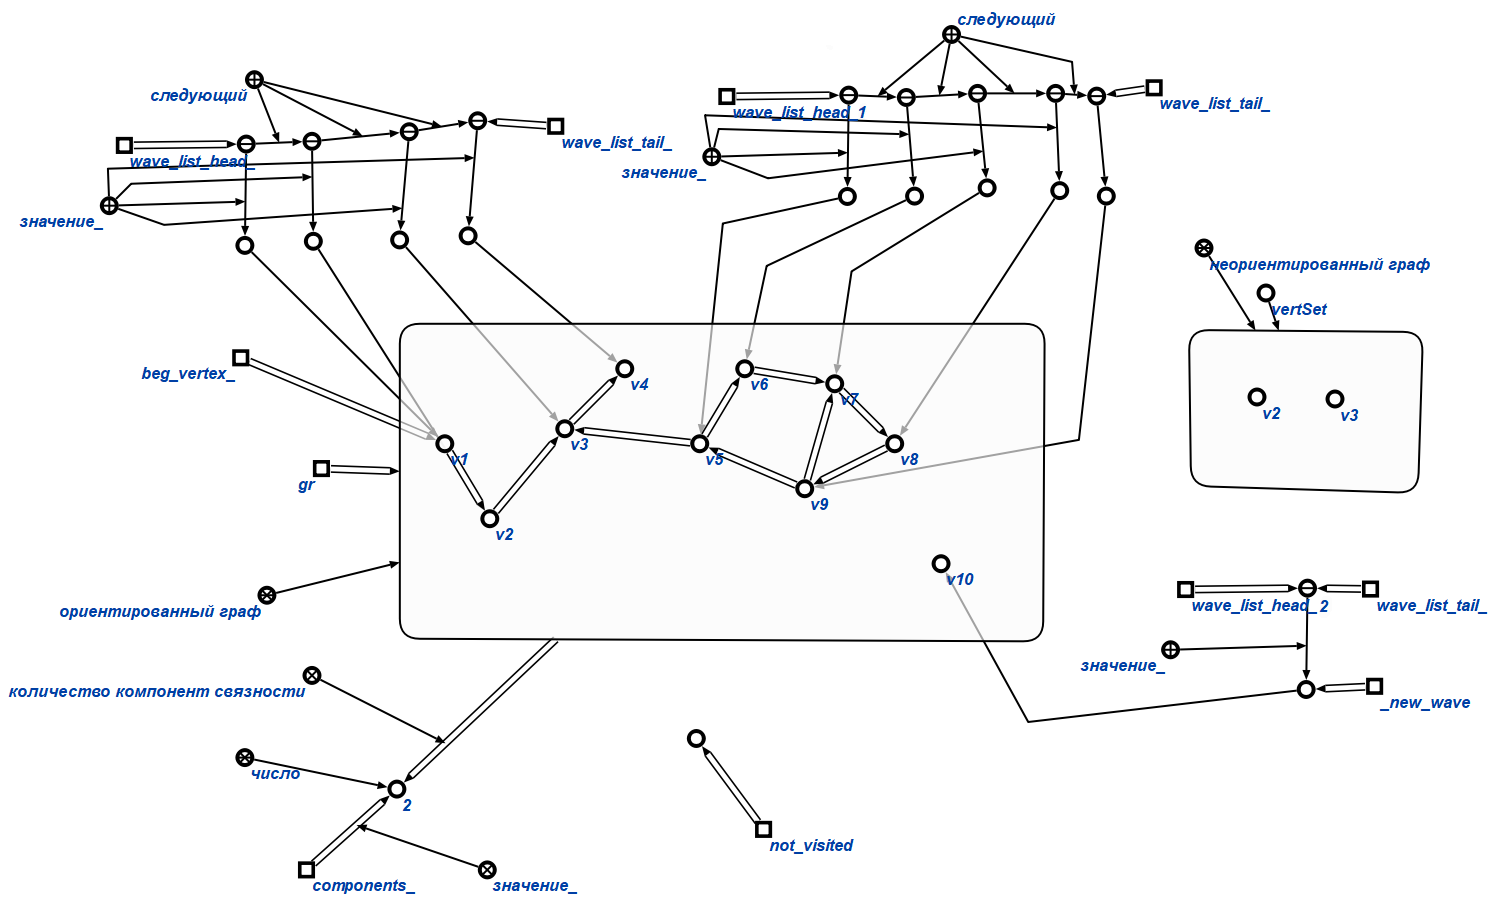 следующий
следующий
wave_list_head_
wave_list_tail_
wave_list_head_1
wave_list_tail_
значение_
значение_
неориентированный граф
vertSet
beg_vertex_
v4
v6
v7
v2
v3
v1
v3
v5
v8
gr
v9
v2
v10
ориентированный граф
wave_list_head_2
wave_list_tail_
значение_
количество компонент связности
_new_wave
число
2
not_visited
components_
значение_